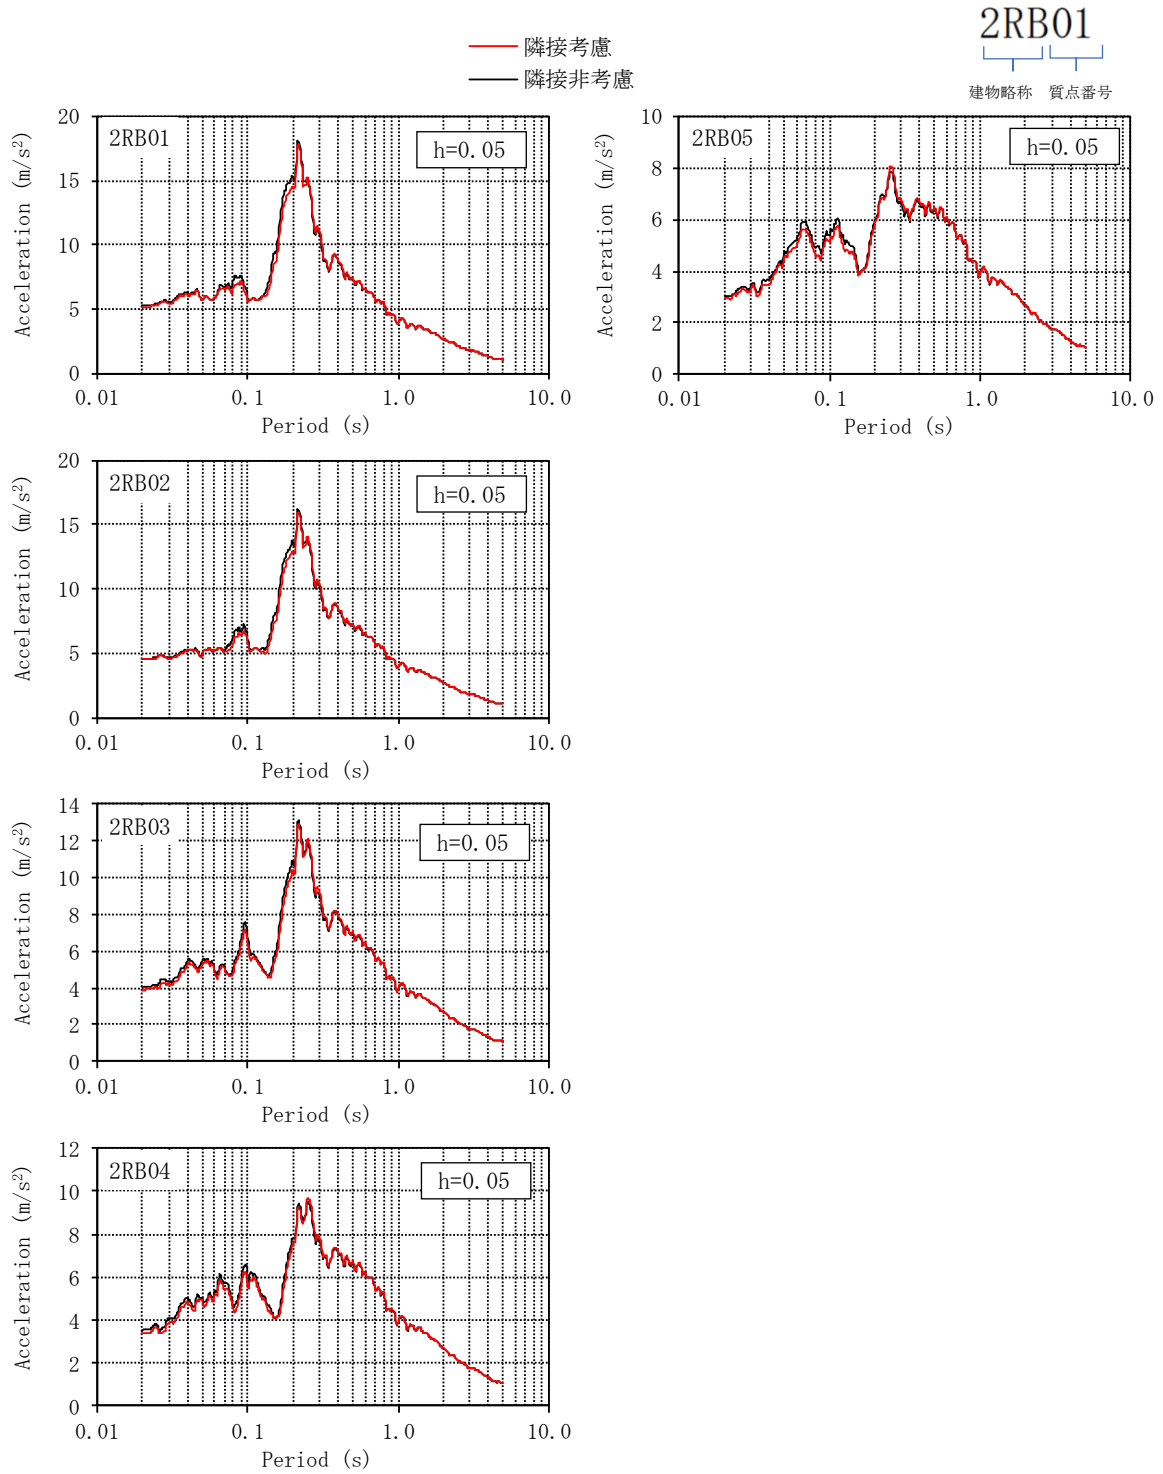 2RB01
建物略称 質点番号
隣接考慮
隣接非考慮
2RB01
h=0.05
Acceleration (m/s²)
20
15
10
5
0
0.01 0.1 1.0 10.0
Period (s)
2RB05
h=0.05
Acceleration (m/s²)
10
8
6
4
2
0
0.01 0.1 1.0 10.0
Period (s)
2RB02
h=0.05
Acceleration (m/s²)
20
15
10
5
0
0.01 0.1 1.0 10.0
Period (s)
2RB03
h=0.05
Acceleration (m/s²)
14
12
10
8
6
4
2
0
0.01 0.1 1.0 10.0
Period (s)
2RB04
h=0.05
Acceleration (m/s²)
12
10
8
6
4
2
0
0.01 0.1 1.0 10.0
Period (s)